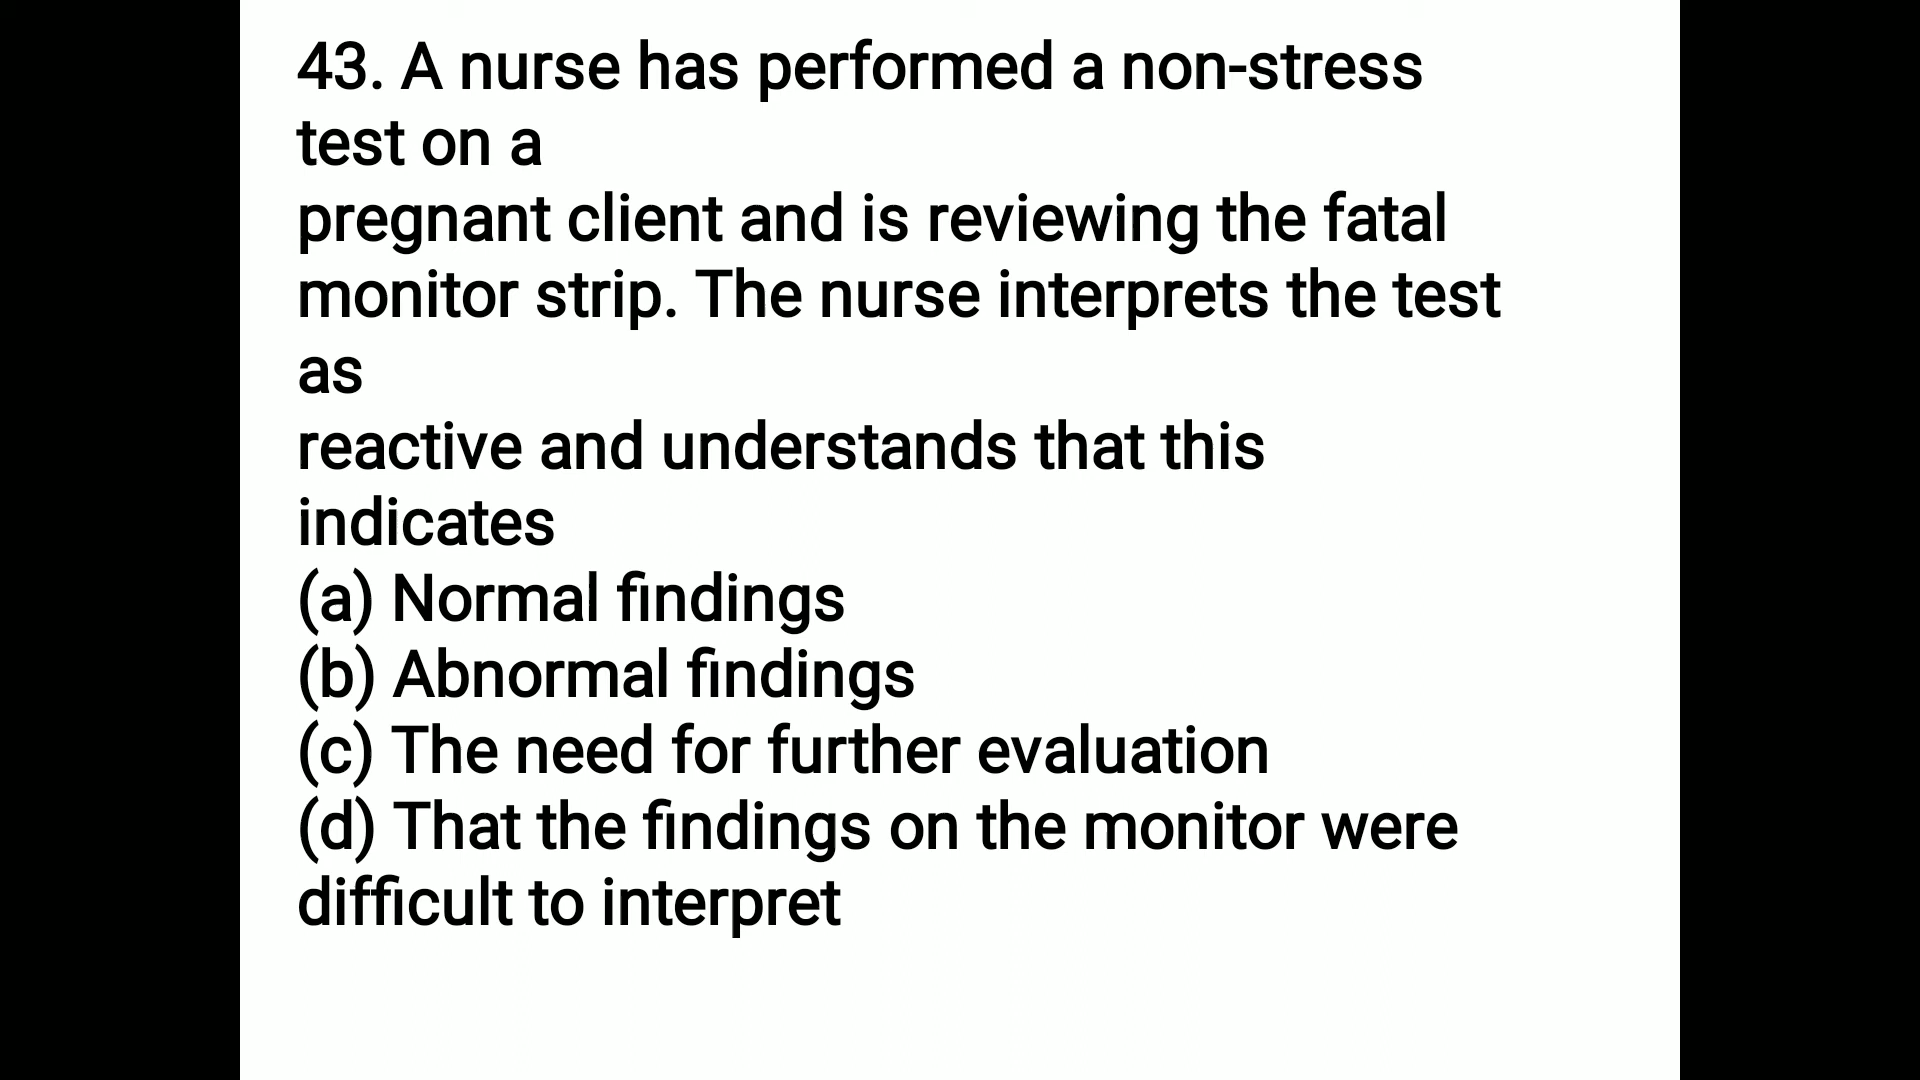 43. A nurse has performed a non-stress
test on a
pregnant client and is reviewing the fatal
monitor strip. The nurse interprets the test
as
reactive and understands that this
indicates
(a) Normal findings
(b) Abnormal findings
(c) The need for further evaluation
(d) That the findings on the monitor were
difficult to interpret